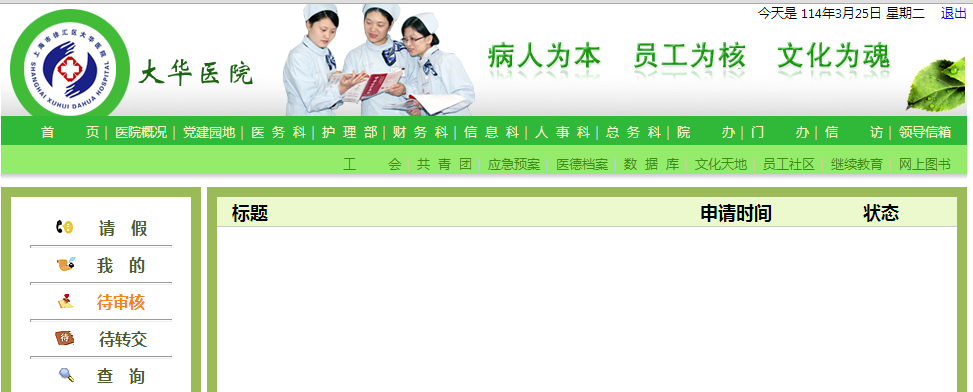 今天是 114年3月25日 星期二 退出
上海市徐汇区大华医院
SHANGHAI XUHUI DAHUA HOSPITAL
大华医院
病人为本 员工为核 文化为魂
首 页| 医院概况| 党建园地| 医 务 科| 护 理 部| 财 务 科| 信 息 科| 人 事 科| 总 务 科| 院 办| 门 办| 信 访| 领导信箱
工 会| 共 青 团| 应急预案| 医德档案| 数 据 库| 文化天地| 员工社区| 继续教育| 网上图书
标题 申请时间 状态
请 假
我 的
待审核
待 待转交
查 询